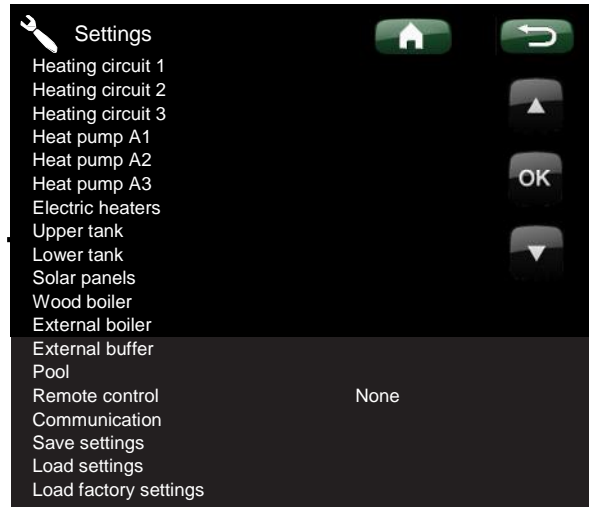 Settings
Heating circuit 1
Heating circuit 2
Heating circuit 3
Heat pump A1
Heat pump A2
Heat pump A3
OK
Electric heaters
Upper tank
Lower tank
Solar panels
Wood boiler
External boiler
External buffer
Pool
Remote control None
Communication
Save settings
Load settings
Load factory settings